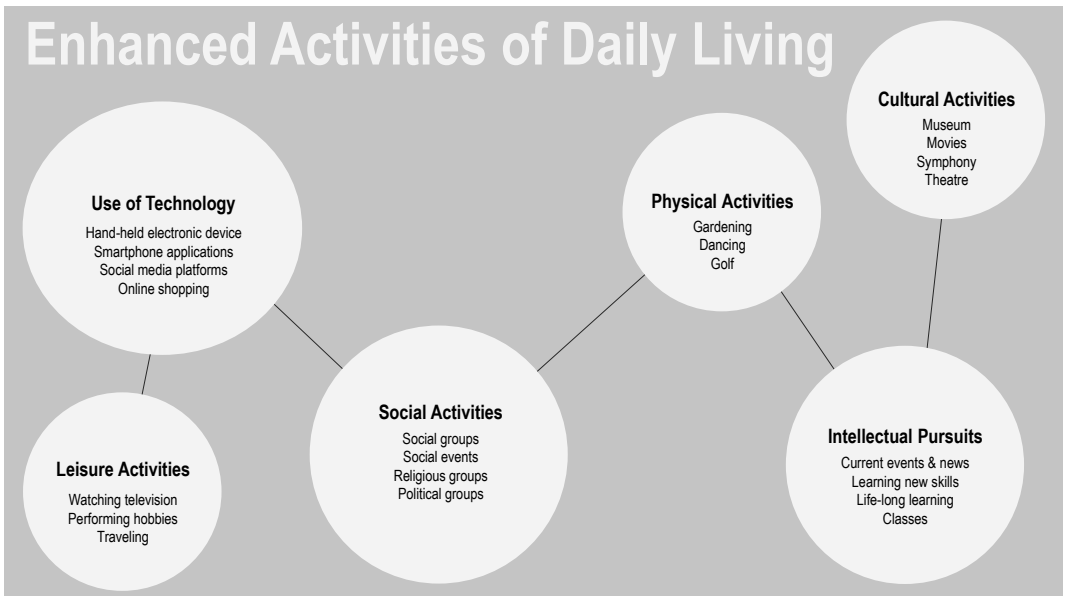 Enhanced Activities of Daily Living
Use of Technology
Hand-held electronic device
Smartphone applications
Social media platforms
Online shopping
Leisure Activities
Watching television
Performing hobbies
Traveling
Social Activities
Social groups
Social events
Religious groups
Political groups
Physical Activities
Gardening
Dancing
Golf
Cultural Activities
Museum
Movies
Symphony
Theatre
Intellectual Pursuits
Current events & news
Learning new skills
Life-long learning
Classes